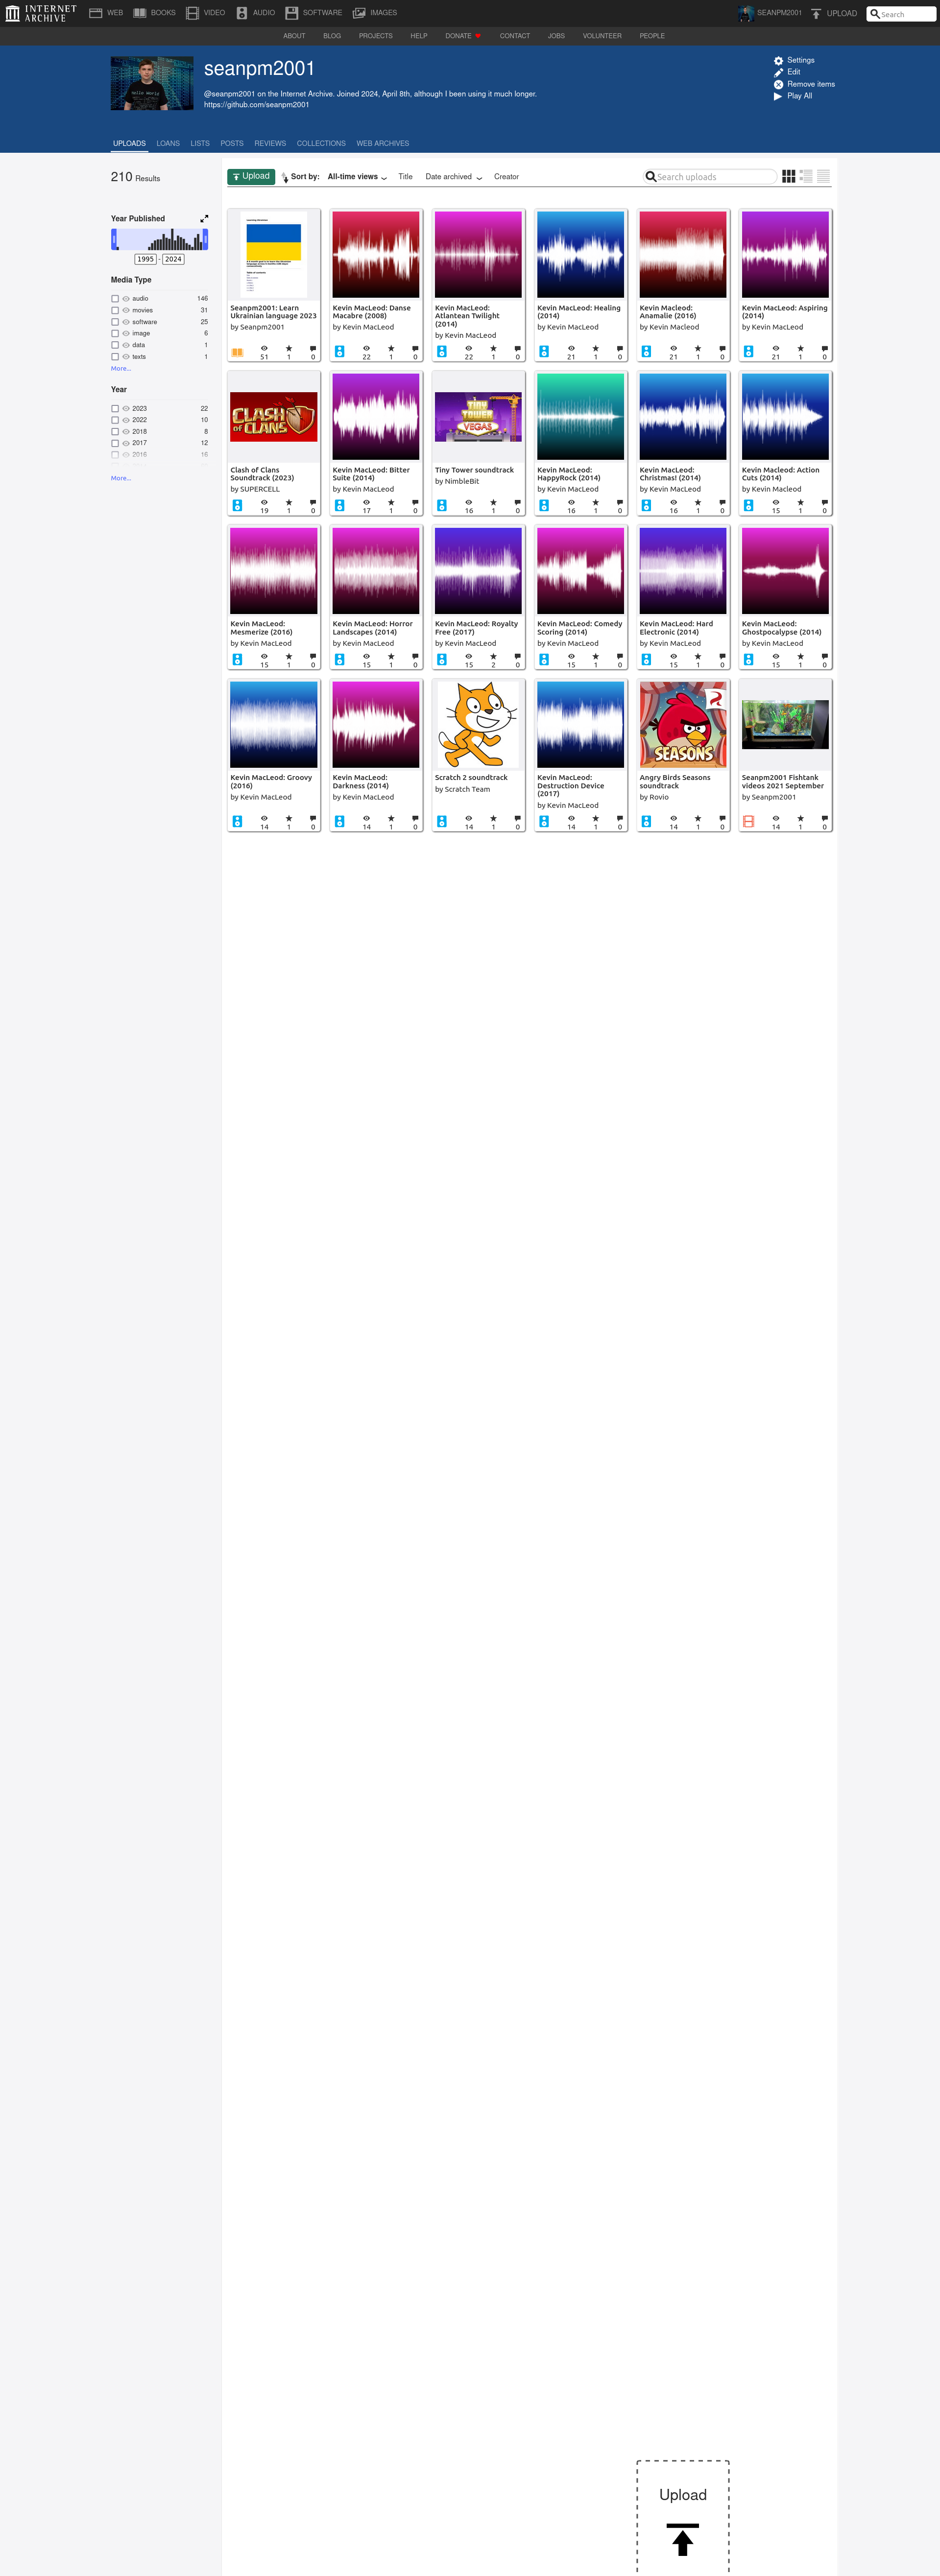 INTERNET
ARCHIVE
WEB
BOOKS
VIDEO
AUDIO
SOFTWARE
IMAGES
SEANPM2001
UPLOAD
Search
ABOUT
BLOG
PROJECTS
HELP
DONATE
CONTACT
JOBS
VOLUNTEER
PEOPLE
seanpm2001
@seanpm2001 on the Internet Archive. Joined 2024, April 8th, although I been using it much longer.
https://github.com/seanpm2001
Settings
Edit
Remove items
Play All
UPLOADS
LOANS
LISTS
POSTS
REVIEWS
COLLECTIONS
WEB ARCHIVES
210 Results
Year Published
1995 - 2024
Media Type
audio 146
movies 31
software 25
image 6
data 1
texts 1
More...
Year
2023 22
2022 10
2018 8
2017 12
2016 16
More...
Upload
Sort by:
All-time views
Title
Date archived
Creator
Search uploads
Seanpm2001: Learn
Ukrainian language 2023
by Seanpm2001
51 1 0
Kevin MacLeod: Danse
Macabre (2008)
by Kevin MacLeod
22 1 0
Kevin MacLeod:
Atlantean Twilight
(2014)
by Kevin MacLeod
22 1 0
Kevin MacLeod: Healing
(2014)
by Kevin MacLeod
21 1 0
Kevin Macleod:
Anamalie (2016)
by Kevin Macleod
21 1 0
Kevin MacLeod: Aspiring
(2014)
by Kevin MacLeod
21 1 0
CLASH
OF CLANS
Clash of Clans
Soundtrack (2023)
by SUPERCELL
19 1 0
Kevin MacLeod: Bitter
Suite (2014)
by Kevin MacLeod
17 1 0
TINY
TOWER
VEGAS
Tiny Tower soundtrack
by NimbleBit
16 1 0
Kevin MacLeod:
HappyRock (2014)
by Kevin MacLeod
16 1 0
Kevin MacLeod:
Christmas! (2014)
by Kevin MacLeod
16 1 0
Kevin Macleod: Action
Cuts (2014)
by Kevin Macleod
15 1 0
Kevin MacLeod:
Mesmerize (2016)
by Kevin MacLeod
15 1 0
Kevin MacLeod: Horror
Landscapes (2014)
by Kevin MacLeod
15 1 0
Kevin MacLeod: Royalty
Free (2017)
by Kevin MacLeod
15 2 0
Kevin MacLeod: Comedy
Scoring (2014)
by Kevin MacLeod
15 1 0
Kevin MacLeod: Hard
Electronic (2014)
by Kevin MacLeod
15 1 0
Kevin MacLeod:
Ghostpocalypse (2014)
by Kevin MacLeod
15 1 0
Kevin MacLeod: Groovy
(2016)
by Kevin MacLeod
14 1 0
Kevin MacLeod:
Darkness (2014)
by Kevin MacLeod
14 1 0
Scratch 2 soundtrack
by Scratch Team
14 1 0
Kevin MacLeod:
Destruction Device
(2017)
by Kevin MacLeod
14 1 0
SEASONS
Angry Birds Seasons
soundtrack
by Rovio
14 1 0
Seanpm2001 Fishtank
videos 2021 September
by Seanpm2001
14 1 0
Upload